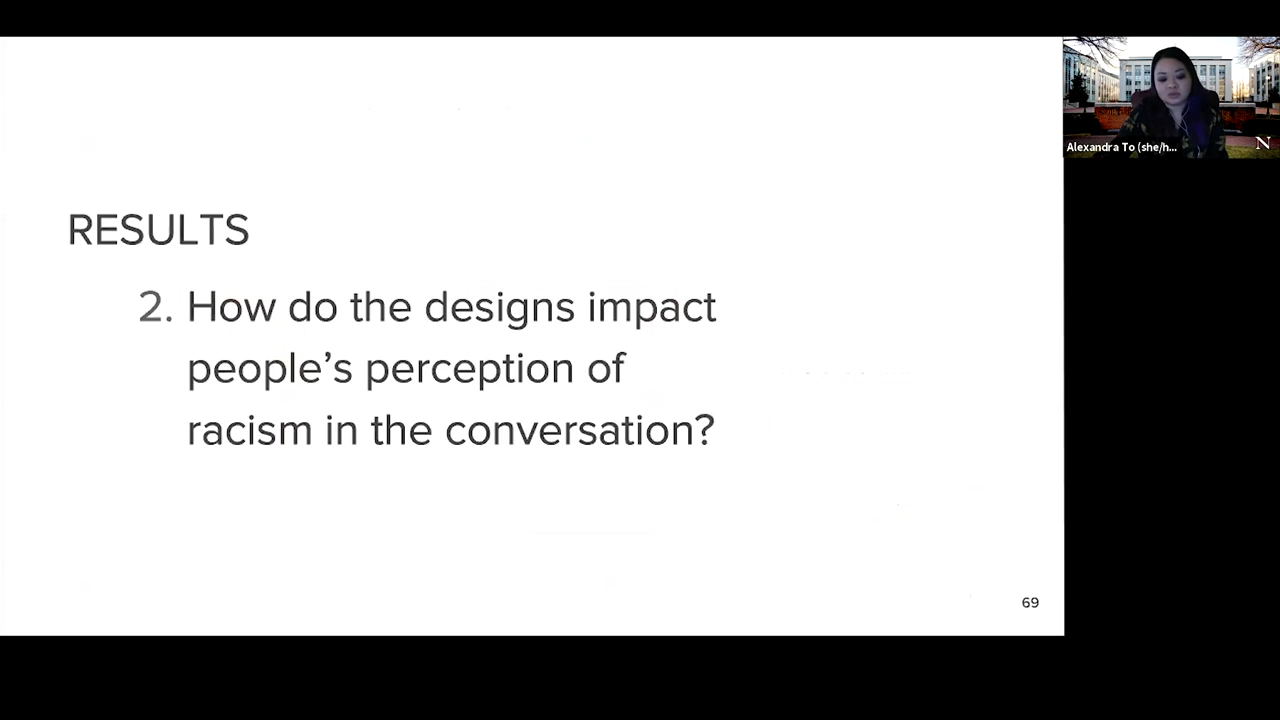 RESULTS
2. How do the designs impact
people's perception of
racism in the conversation?
69
Alexandra To (she/h...
N